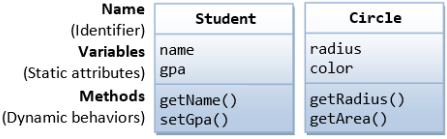 Name
(Identifier)
Variables
(Static attributes)
Methods
(Dynamic behaviors)
Student
name
gpa
getName()
setGpa()
Circle
radius
color
getRadius()
getArea()